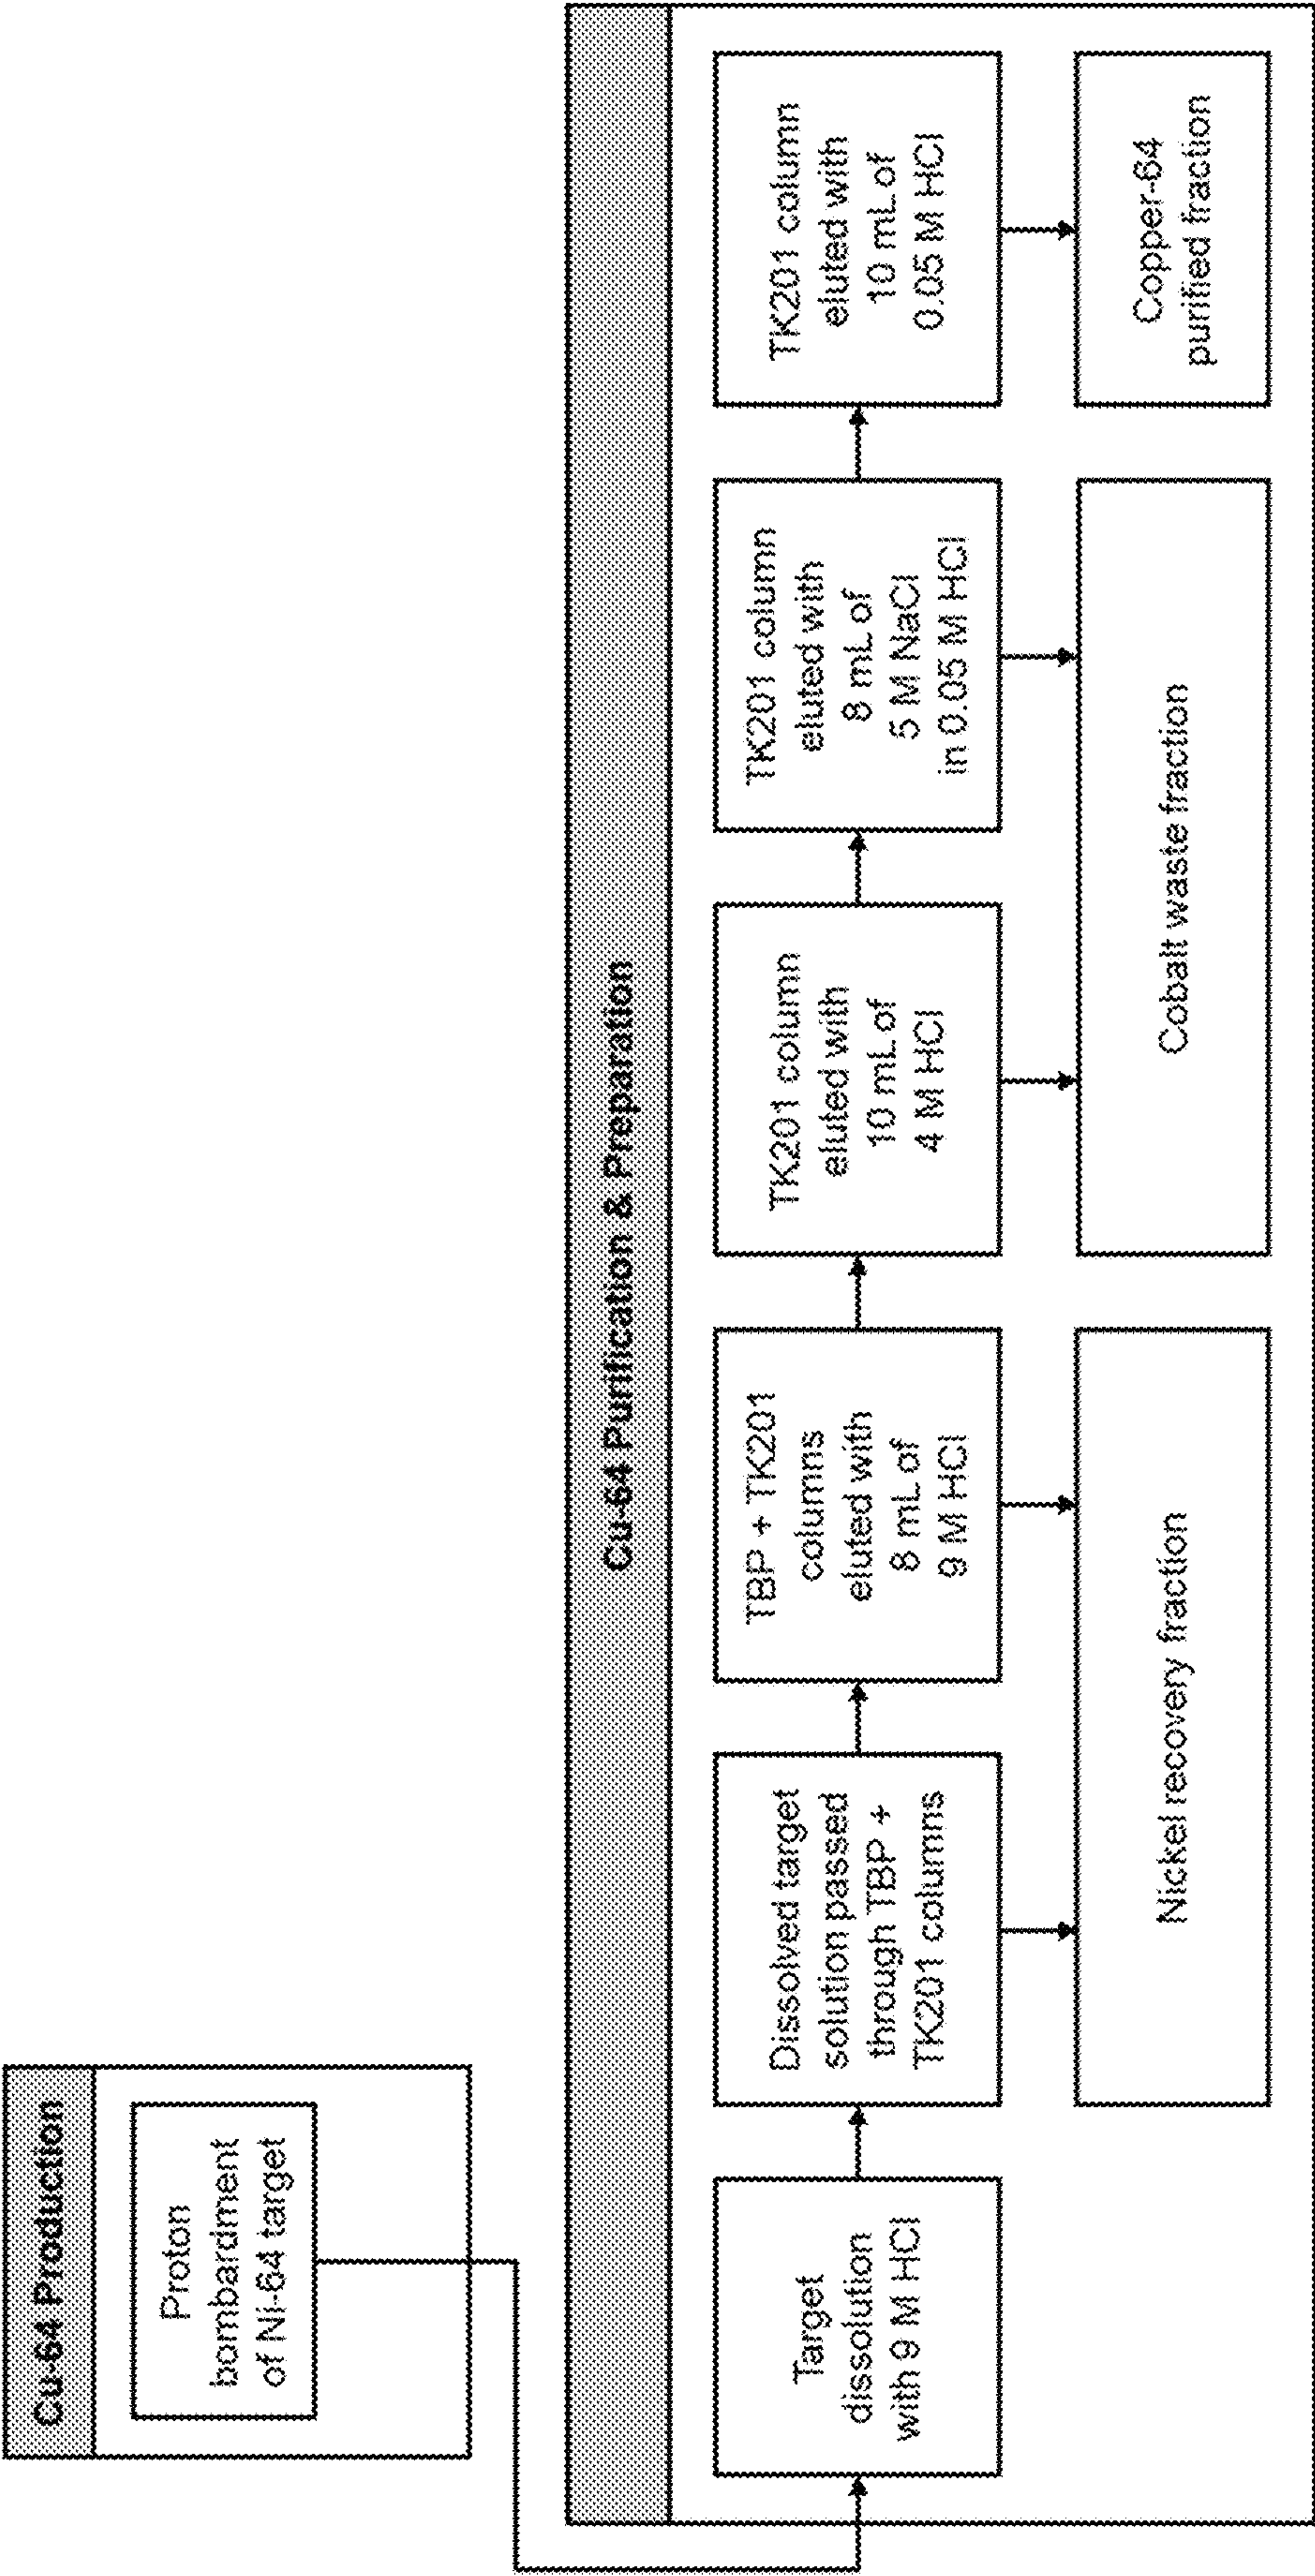 Cu-64 Production
Proton
bombardment
of Ni-64 target
Cu-64 Purification & Preparation
Target
dissolution
with 9 M HCl
Dissolved target
solution passed
through TBP +
TK201 columns
TBP + TK201
columns
eluted with
8 mL of
9 M HCl
TK201 column
eluted with
10 mL of
4 M HCl
TK201 column
eluted with
8 mL of
5 M NaCl
in 0.05 M HCl
TK201 column
eluted with
10 mL of
0.05 M HCl
Nickel recovery fraction
Cobalt waste fraction
Copper-64
purified fraction